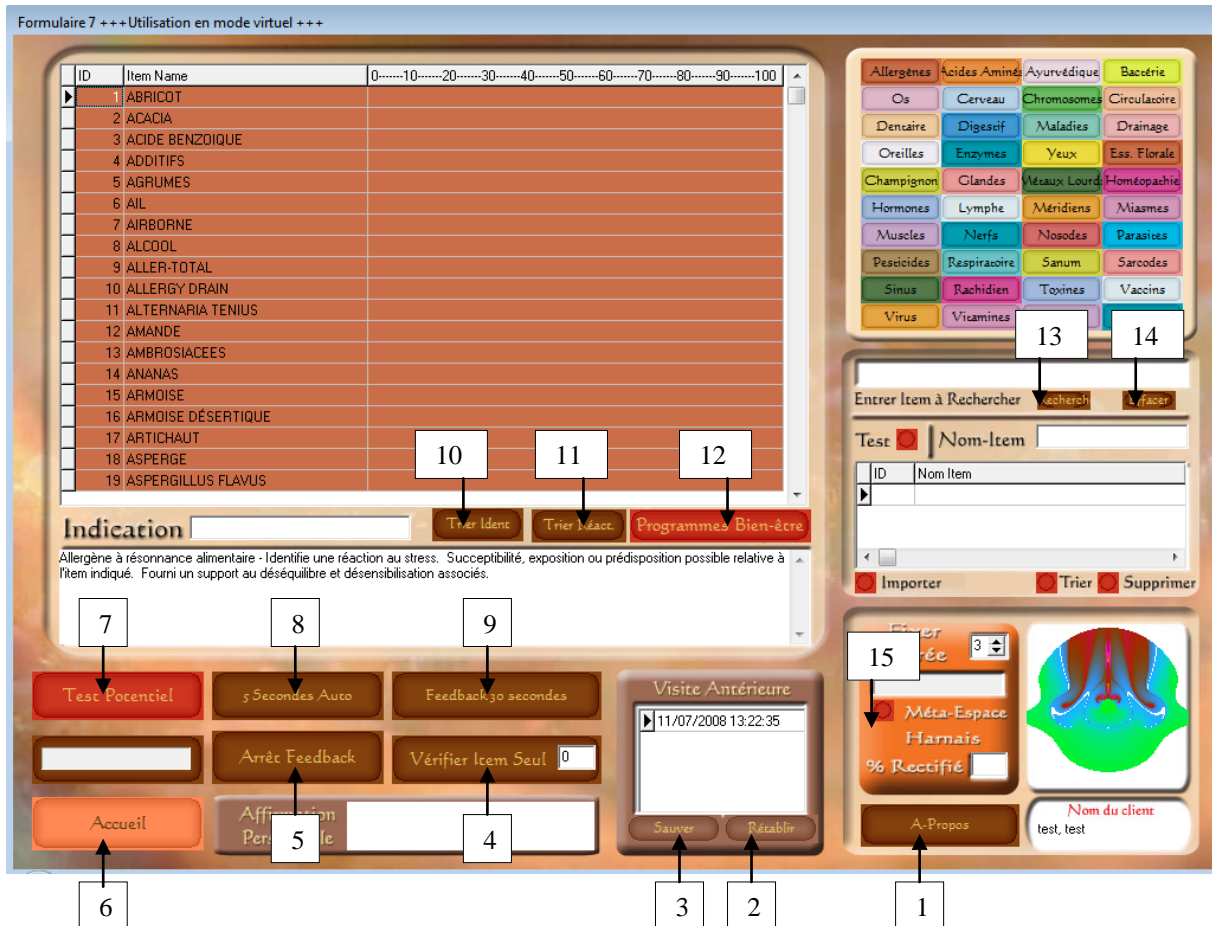 Formulaire 7 +++Utilisation en mode virtuel +++
ID Item Name 0------10------20------30------40------50------60------70------80------90------100
1 ABRICOT
2 ACACIA
3 ACIDE BENZOIQUE
4 ADDITIFS
5 AGRUMES
6 AIL
7 AIRBORNE
8 ALCOOL
9 ALLER-TOTAL
10 ALLERGY DRAIN
11 ALTERNARIA TENIUS
12 AMANDE
13 AMBROSIACEES
14 ANANAS
15 ARMOISE
16 ARMOISE DÉSERTIQUE
17 ARTICHAUT
18 ASPERGE
19 ASPERGILLUS FLAVUS
10 11 12
Indication Trier Ident Trier Réact. Programmes Bien-être
Allergène à résonnance alimentaire - Identifie une réaction au stress. Succeptibilité, exposition ou prédisposition possible relative à
l'item indiqué. Fourni un support au déséquilibre et désensibilisation associés.
7 8 9
Test Potentiel 5 Secondes Auto Feedback 30 secondes
Arrêt Feedback Vérifier Item Seul 0
Accueil
5 4
6
Visite Antérieure
11/07/2008 13:22:35
Sauver Rétablir
3 2
Allergènes Acides Aminés Ayurvédique Bactérie
Os Cerveau Chromosomes Circulatoire
Dentaire Digestif Maladies Drainage
Oreilles Enzymes Yeux Ess. Florale
Champignon Glandes Métaux Lourds Homéopathie
Hormones Lymphe Méridiens Miasmes
Muscles Nerfs Nosodes Parasites
Pesticides Respiratoire Sanum Sarcodes
Sinus Rachidien Toxines Vaccins
Virus Vitamines
13 14
Entrer Item à Rechercher Recherch Effacer
Test Nom-Item
ID Nom Item
Importer Trier Supprimer
Fixer 3
15
Méta-Espace
Harnais
% Rectifié
A-Propos
Nom du client
test, test
1